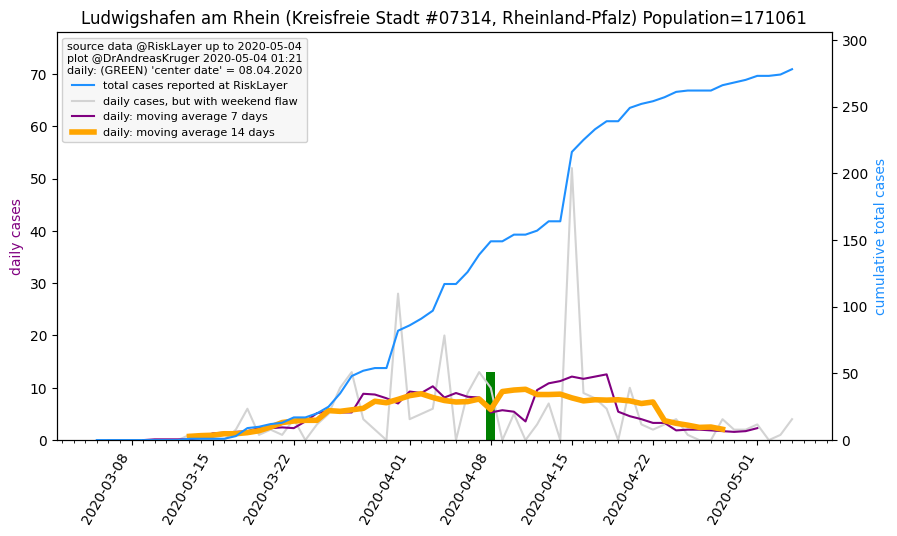 Ludwigshafen am Rhein (Kreisfreie Stadt #07314, Rheinland-Pfalz) Population=171061
source data @RiskLayer up to 2020-05-04
plot @DrAndreasKruger 2020-05-04 01:21
daily: (GREEN) 'center date' = 08.04.2020
total cases reported at RiskLayer
daily cases, but with weekend flaw
daily: moving average 7 days
daily: moving average 14 days
daily cases
70
60
50
40
30
20
10
0
300
250
200
150
100
50
0
cumulative total cases
2020-03-08
2020-03-15
2020-03-22
2020-04-01
2020-04-08
2020-04-15
2020-04-22
2020-05-01